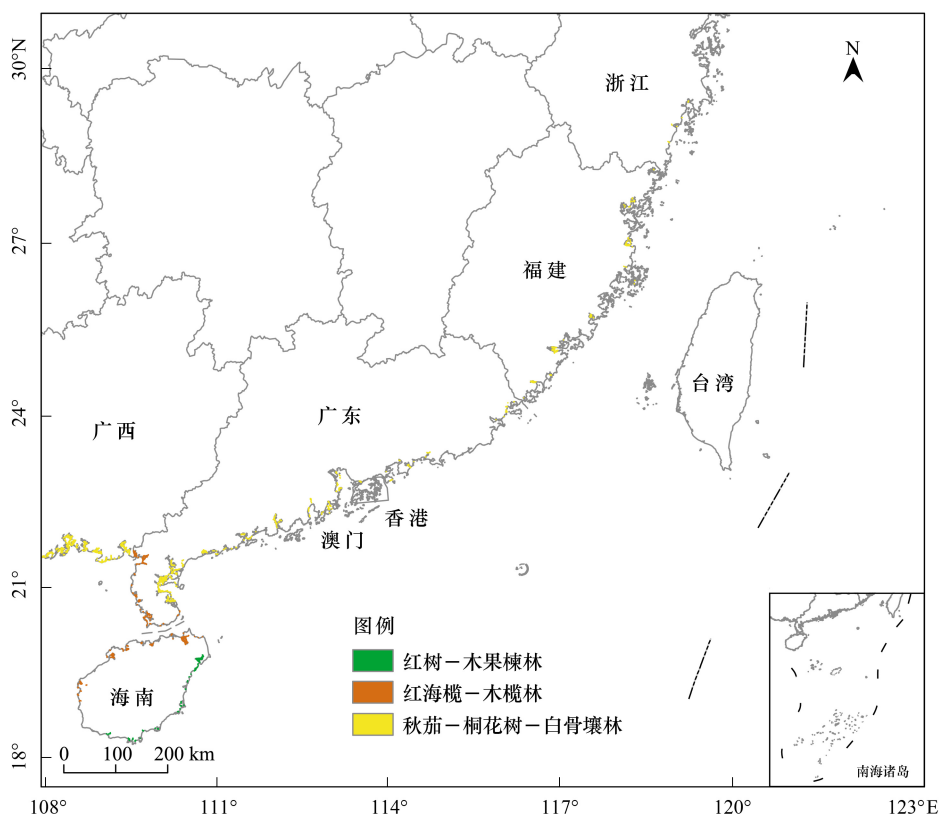 30°N
27°
24°
21°
18°
N
浙江
福建
台湾
广东
广西
香港
澳门
海南
图例
红树－木果楝林
红海榄－木榄林
秋茄－桐花树－白骨壤林
0 100 200 km
南海诸岛
108° 111° 114° 117° 120° 123°E